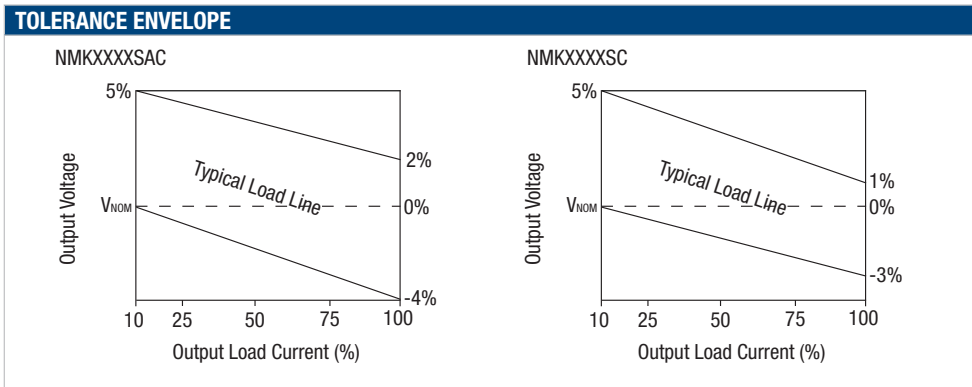 TOLERANCE ENVELOPE
NMKXXXXSAC
5%
2%
Typical Load Line
VNOM
0%
-4%
Output Voltage
10 25 50 75 100
Output Load Current (%)
NMKXXXXSC
5%
1%
Typical Load Line
VNOM
0%
-3%
Output Voltage
10 25 50 75 100
Output Load Current (%)